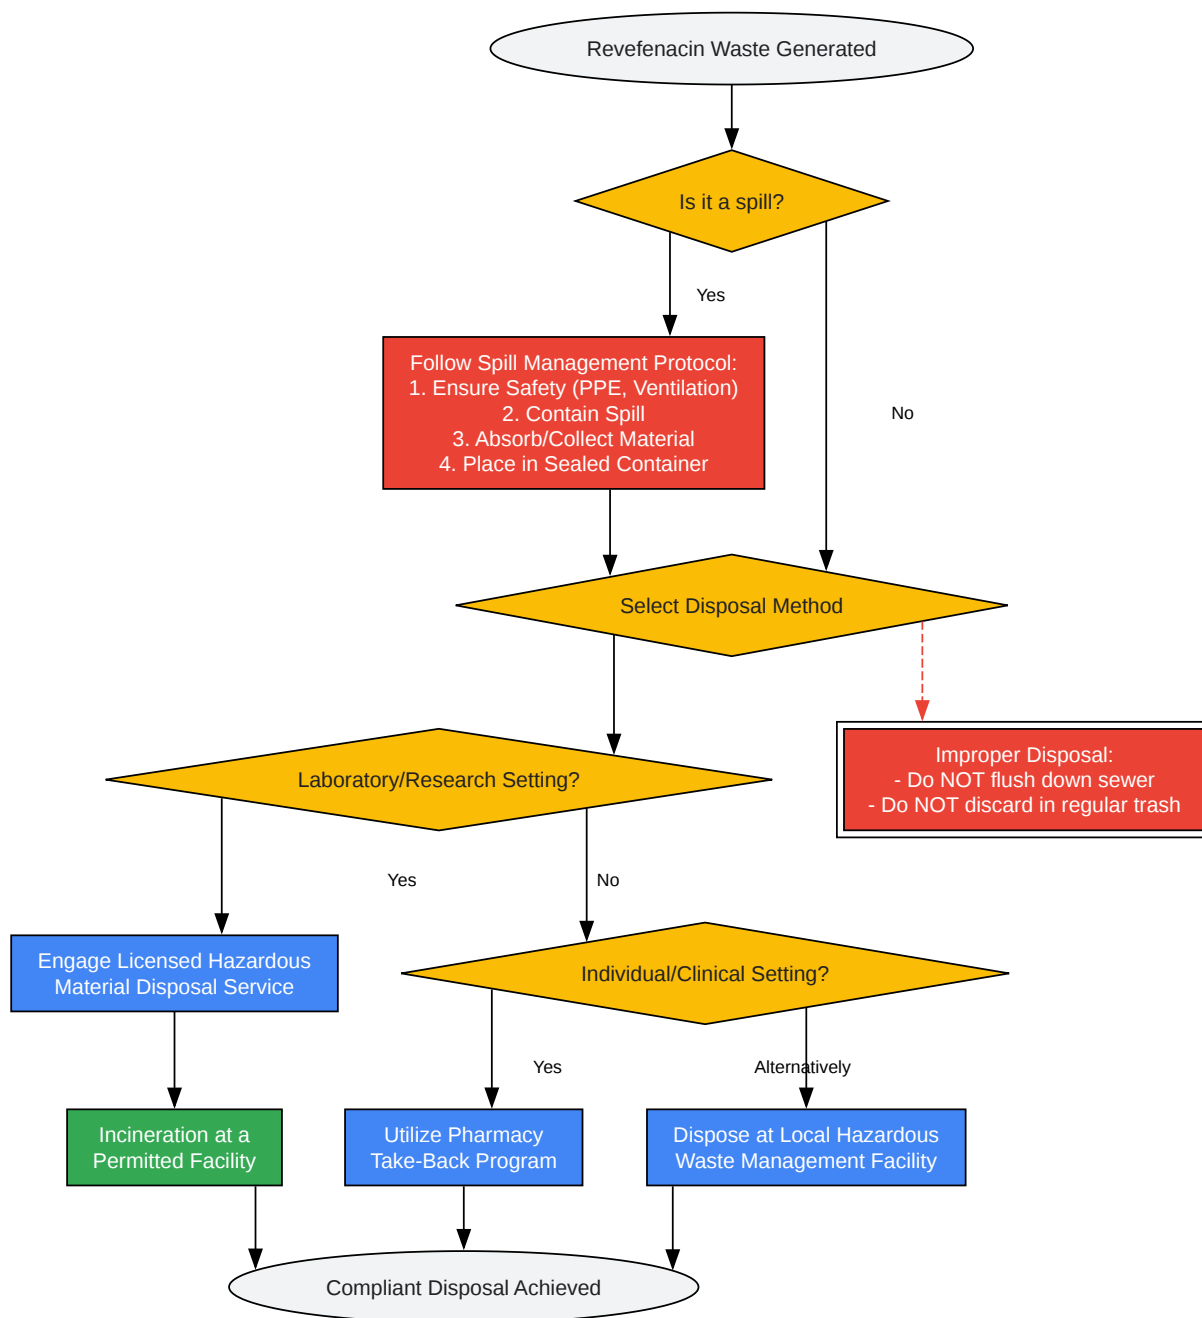 Revefenacin Waste Generated
Is it a spill?
Yes
Follow Spill Management Protocol:
1. Ensure Safety (PPE, Ventilation)
2. Contain Spill
3. Absorb/Collect Material
4. Place in Sealed Container
No
Select Disposal Method
Improper Disposal:
- Do NOT flush down sewer
- Do NOT discard in regular trash
Laboratory/Research Setting?
Yes
No
Engage Licensed Hazardous
Material Disposal Service
Individual/Clinical Setting?
Yes
Alternatively
Incineration at a
Permitted Facility
Utilize Pharmacy
Take-Back Program
Dispose at Local Hazardous
Waste Management Facility
Compliant Disposal Achieved